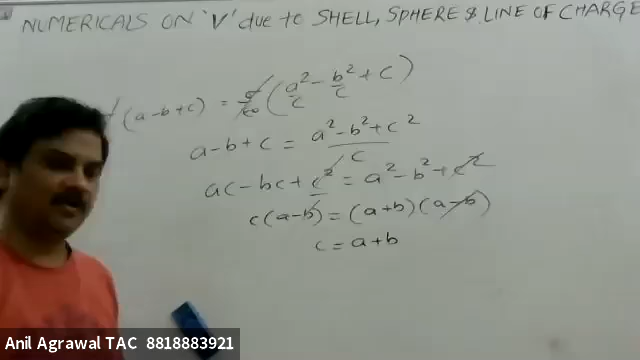 NUMERICALS ON 'V' due to SHELL, SPHERE & LINE OF CHARGE
(a-b+c) = σ/ε₀ (a²/c - b²/c + c)
a-b+c = (a²-b²+c²)/c
ac-bc+c² = a²-b²+c²
c(a-b) = (a+b)(a-b)
c = a+b
Anil Agrawal TAC 8818883921